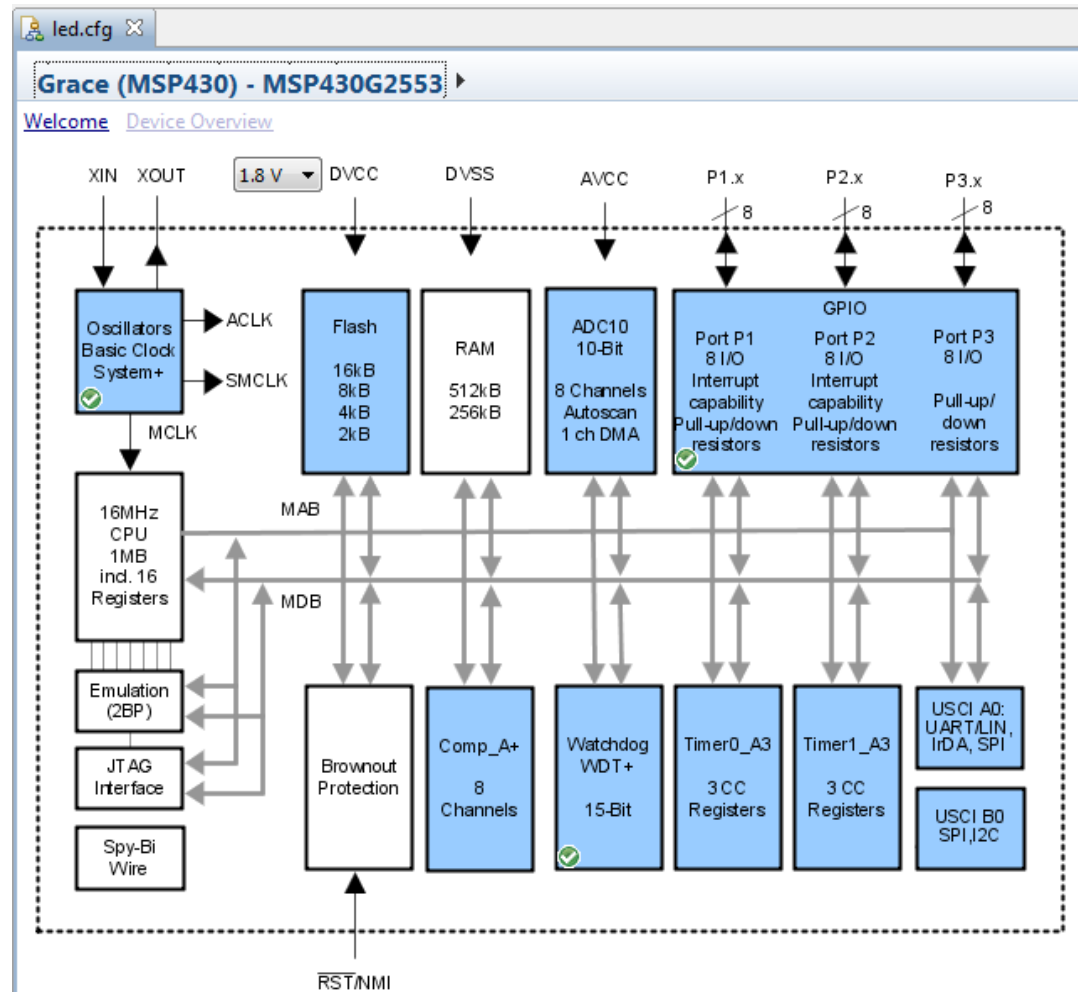 led.cfg
Grace (MSP430) - MSP430G2553
Welcome Device Overview
XIN XOUT 1.8 V DVCC DVSS AVCC P1.x P2.x P3.x
8 8 8
Oscillators
Basic Clock
System+
ACLK
SMCLK
MCLK
Flash
16kB
8kB
4kB
2kB
RAM
512kB
256kB
ADC10
10-Bit
8 Channels
Autoscan
1 ch DMA
GPIO
Port P1
8 I/O
Interrupt
capability
Pull-up/down
resistors
Port P2
8 I/O
Interrupt
capability
Pull-up/down
resistors
Port P3
8 I/O
Pull-up/
down
resistors
16MHz
CPU
1MB
incl. 16
Registers
MAB
MDB
Emulation
(2BP)
JTAG
Interface
Spy-Bi
Wire
Brownout
Protection
Comp_A+
8
Channels
Watchdog
WDT+
15-Bit
Timer0_A3
3 CC
Registers
Timer1_A3
3 CC
Registers
USCI A0:
UART/LIN,
IrDA, SPI
USCI B0
SPI,I2C
RST/NMI